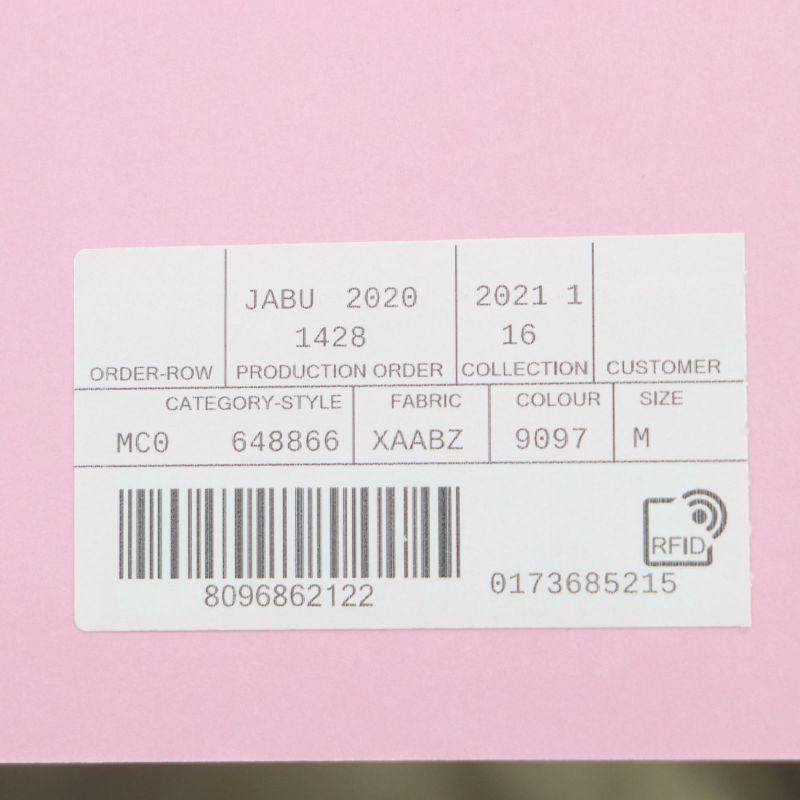 JABU 2020 2021 1
1428 16
ORDER-ROW PRODUCTION ORDER COLLECTION CUSTOMER
CATEGORY-STYLE FABRIC COLOUR SIZE
MC0 648866 XAABZ 9097 M
RFID
8096862122 0173685215